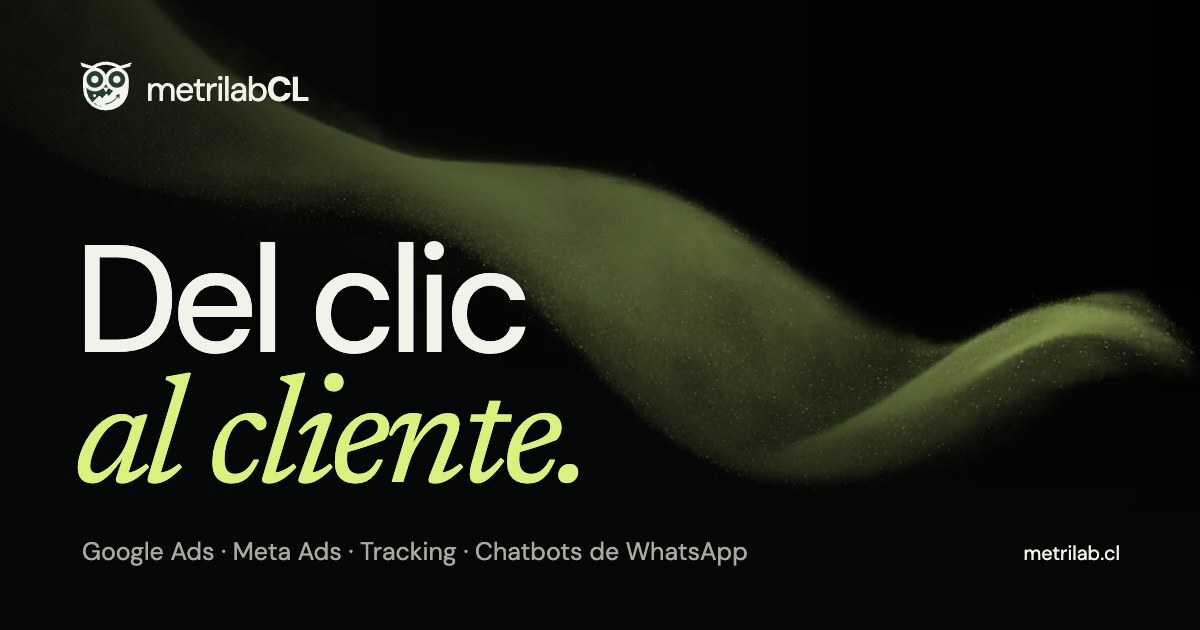 metrilabCL
Del clic
al cliente.
Google Ads · Meta Ads · Tracking · Chatbots de WhatsApp
metrilab.cl